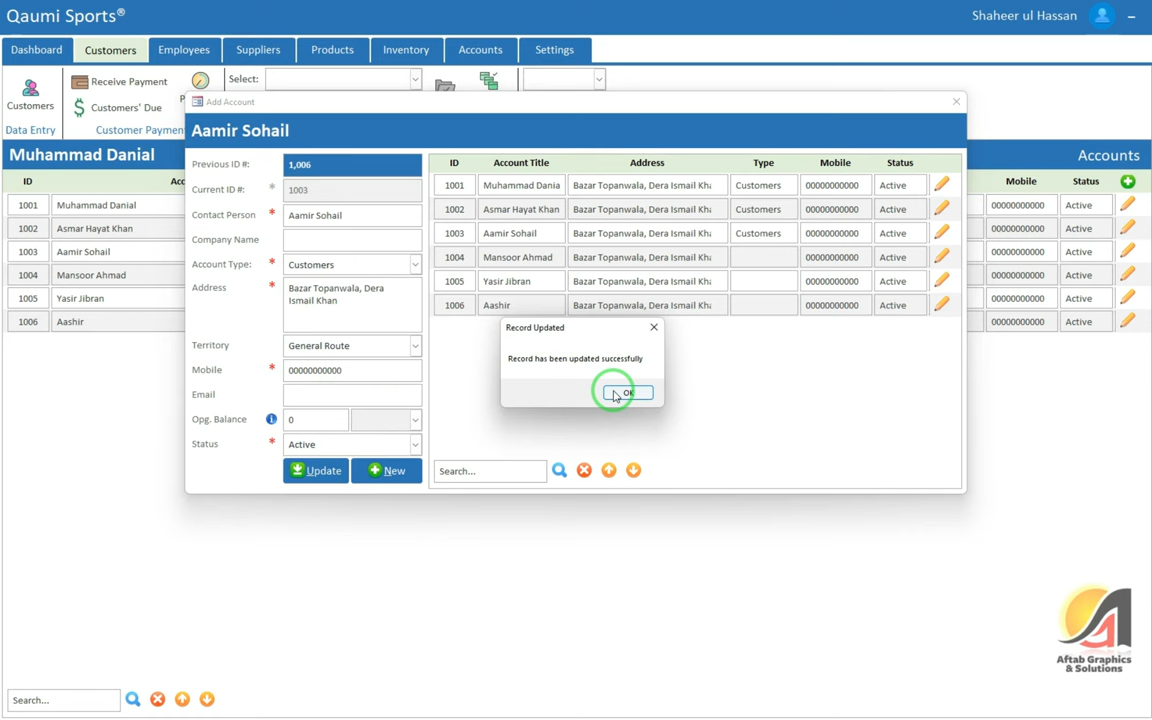 Qaumi Sports®
Shaheer ul Hassan
Dashboard Customers Employees Suppliers Products Inventory Accounts Settings
Customers
Data Entry
Receive Payment
Customers' Due
Customer Paymen
P
Select:
Add Account
Aamir Sohail
Muhammad Danial
Accounts
ID Acc
1001 Muhammad Danial
1002 Asmar Hayat Khan
1003 Aamir Sohail
1004 Mansoor Ahmad
1005 Yasir Jibran
1006 Aashir
Previous ID #: 1,006
Current ID #: * 1003
Contact Person * Aamir Sohail
Company Name
Account Type: * Customers
Address * Bazar Topanwala, Dera
Ismail Khan
Territory General Route
Mobile * 00000000000
Email
Opg. Balance 0
Status * Active
Update New
ID Account Title Address Type Mobile Status
1001 Muhammad Dania Bazar Topanwala, Dera Ismail Kha Customers 00000000000 Active
1002 Asmar Hayat Khan Bazar Topanwala, Dera Ismail Kha Customers 00000000000 Active
1003 Aamir Sohail Bazar Topanwala, Dera Ismail Kha Customers 00000000000 Active
1004 Mansoor Ahmad Bazar Topanwala, Dera Ismail Kha 00000000000 Active
1005 Yasir Jibran Bazar Topanwala, Dera Ismail Kha 00000000000 Active
1006 Aashir Bazar Topanwala, Dera Ismail Kha 00000000000 Active
Record Updated
Record has been updated successfully
OK
Search...
Mobile Status
00000000000 Active
00000000000 Active
00000000000 Active
00000000000 Active
00000000000 Active
00000000000 Active
Aftab Graphics
& Solutions
Search...